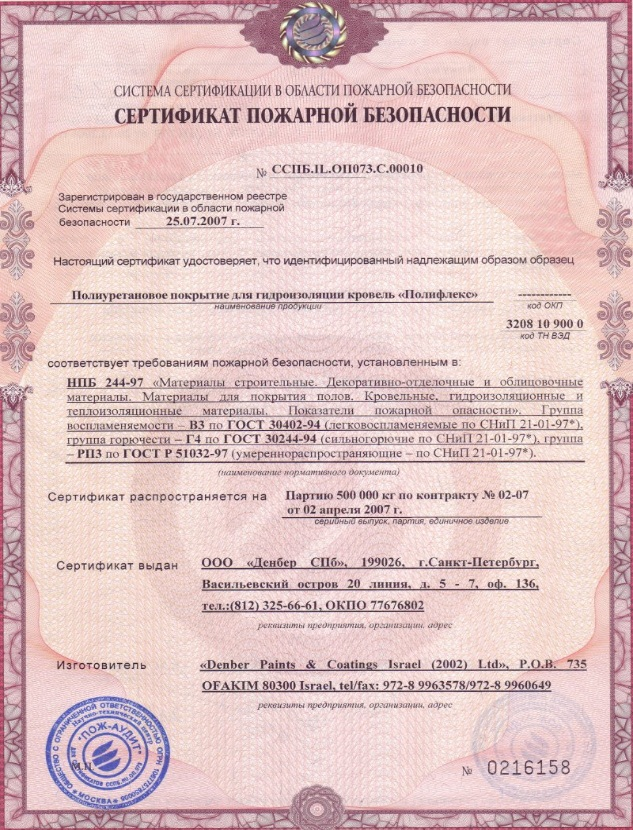 СИСТЕМА СЕРТИФИКАЦИИ В ОБЛАСТИ ПОЖАРНОЙ БЕЗОПАСНОСТИ
СЕРТИФИКАТ ПОЖАРНОЙ БЕЗОПАСНОСТИ
№ ССПБ.IL.ОП073.С.00010
Зарегистрирован в государственном реестре
Системы сертификации в области пожарной
безопасности 25.07.2007 г.
Настоящий сертификат удостоверяет, что идентифицированный надлежащим образом образец
Полиуретановое покрытие для гидроизоляции кровель «Полифлекс» ------------
наименование продукции код ОКП
3208 10 900 0
код ТН ВЭД
соответствует требованиям пожарной безопасности, установленным в:
НПБ 244-97 «Материалы строительные. Декоративно-отделочные и облицовочные
материалы. Материалы для покрытия полов. Кровельные, гидроизоляционные и
теплоизоляционные материалы. Показатели пожарной опасности». Группа
воспламеняемости – В3 по ГОСТ 30402-94 (легковоспламеняемые по СНиП 21-01-97*),
группа горючести – Г4 по ГОСТ 30244-94 (сильногорючие по СНиП 21-01-97*), группа
– РП3 по ГОСТ Р 51032-97 (умереннораспространяющие – по СНиП 21-01-97*).
(наименование нормативного документа)
Сертификат распространяется на Партию 500 000 кг по контракту № 02-07
от 02 апреля 2007 г.
серийный выпуск, партия, единичное изделие
Сертификат выдан ООО «Денбер СПб», 199026, г.Санкт-Петербург,
Васильевский остров 20 линия, д. 5 - 7, оф. 136,
тел.:(812) 325-66-61, ОКПО 77676802
реквизиты предприятия, организации, адрес
Изготовитель «Denber Paints & Coatings Israel (2002) Ltd», P.O.B. 735
OFAKIM 80300 Israel, tel/fax: 972-8 9963578/972-8 9960649
реквизиты предприятия, организации, адрес
ОБЩЕСТВО С ОГРАНИЧЕННОЙ ОТВЕТСТВЕННОСТЬЮ
Научно-технический центр
"ПОЖ-АУДИТ"
М.П.
МОСКВА
№ 0216158